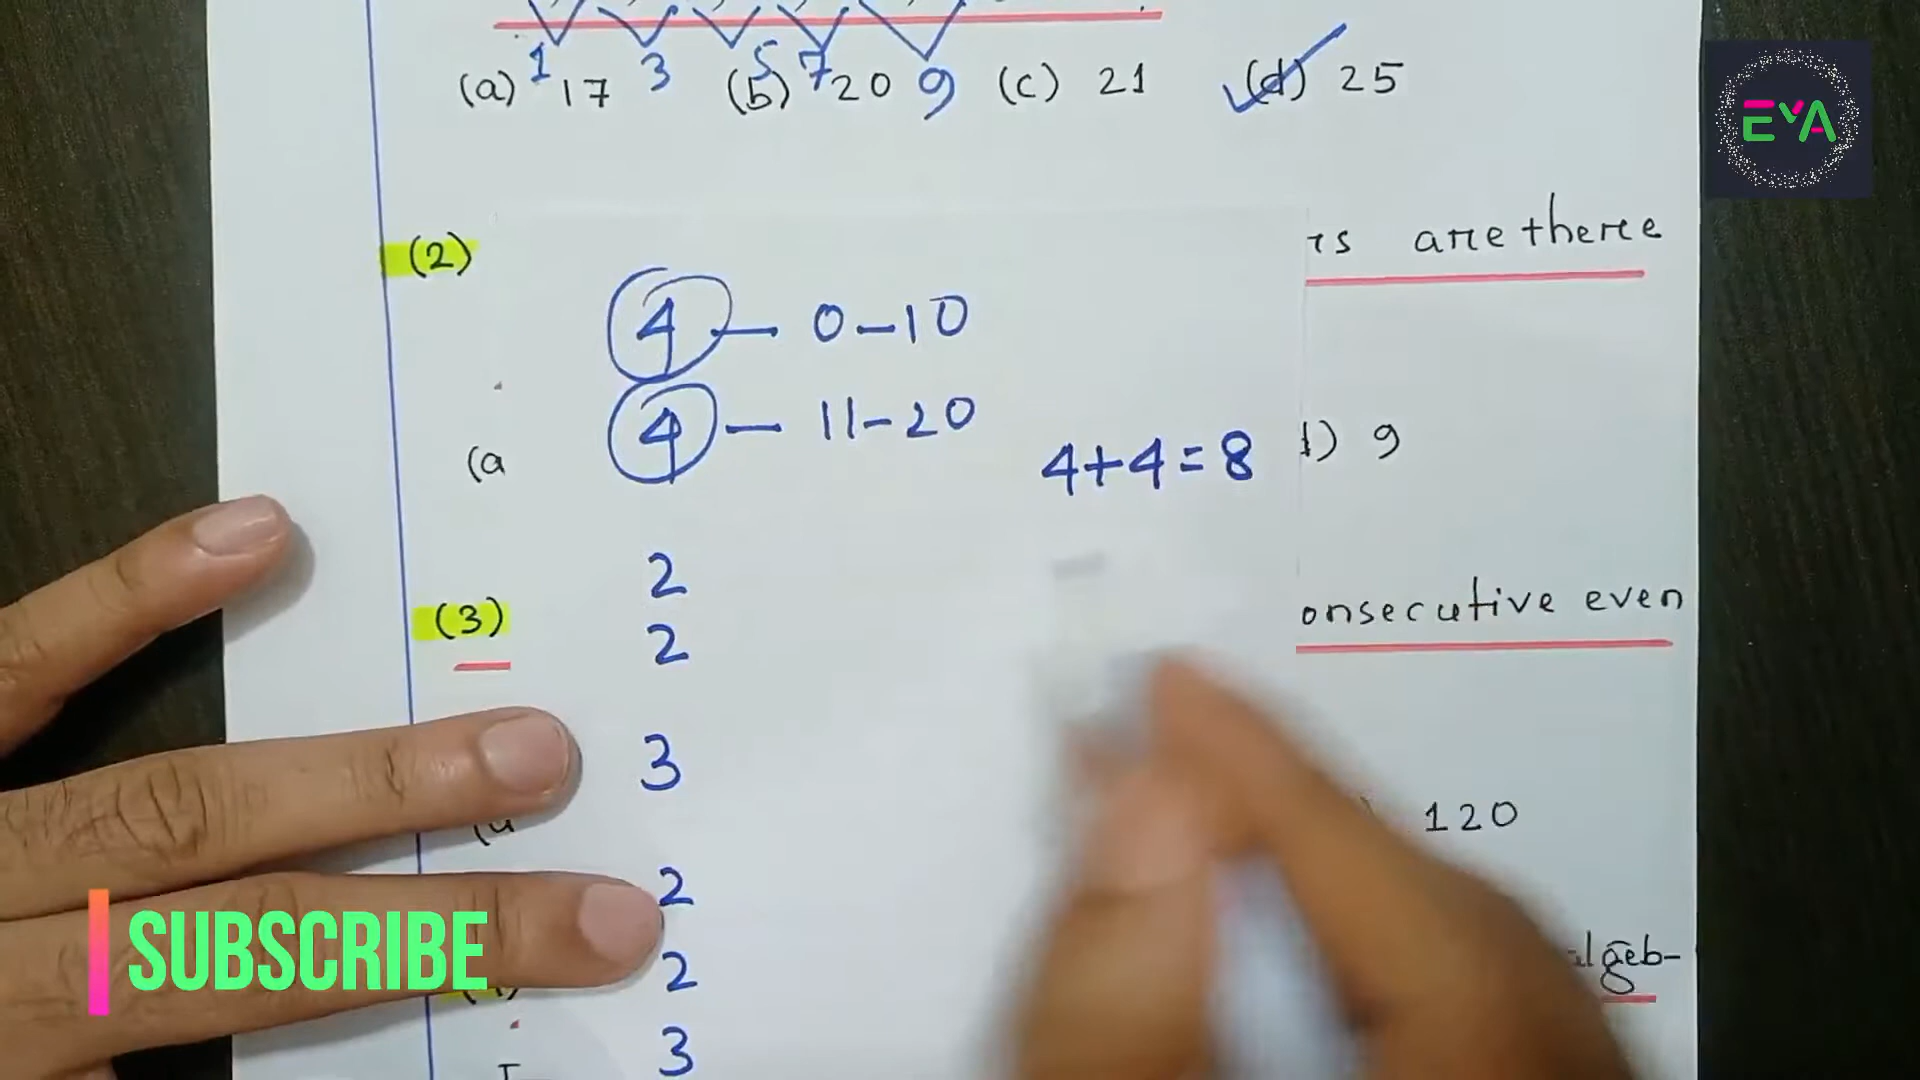 1 3 5 7 9
(a) 17 (b) 20 (c) 21 (d) 25
EYA
(2) rs are there
4 — 0-10
4 — 11-20
4+4=8
(a d) 9
2
(3) onsecutive even
2
3
120
2
SUBSCRIBE
algeb-
2
3